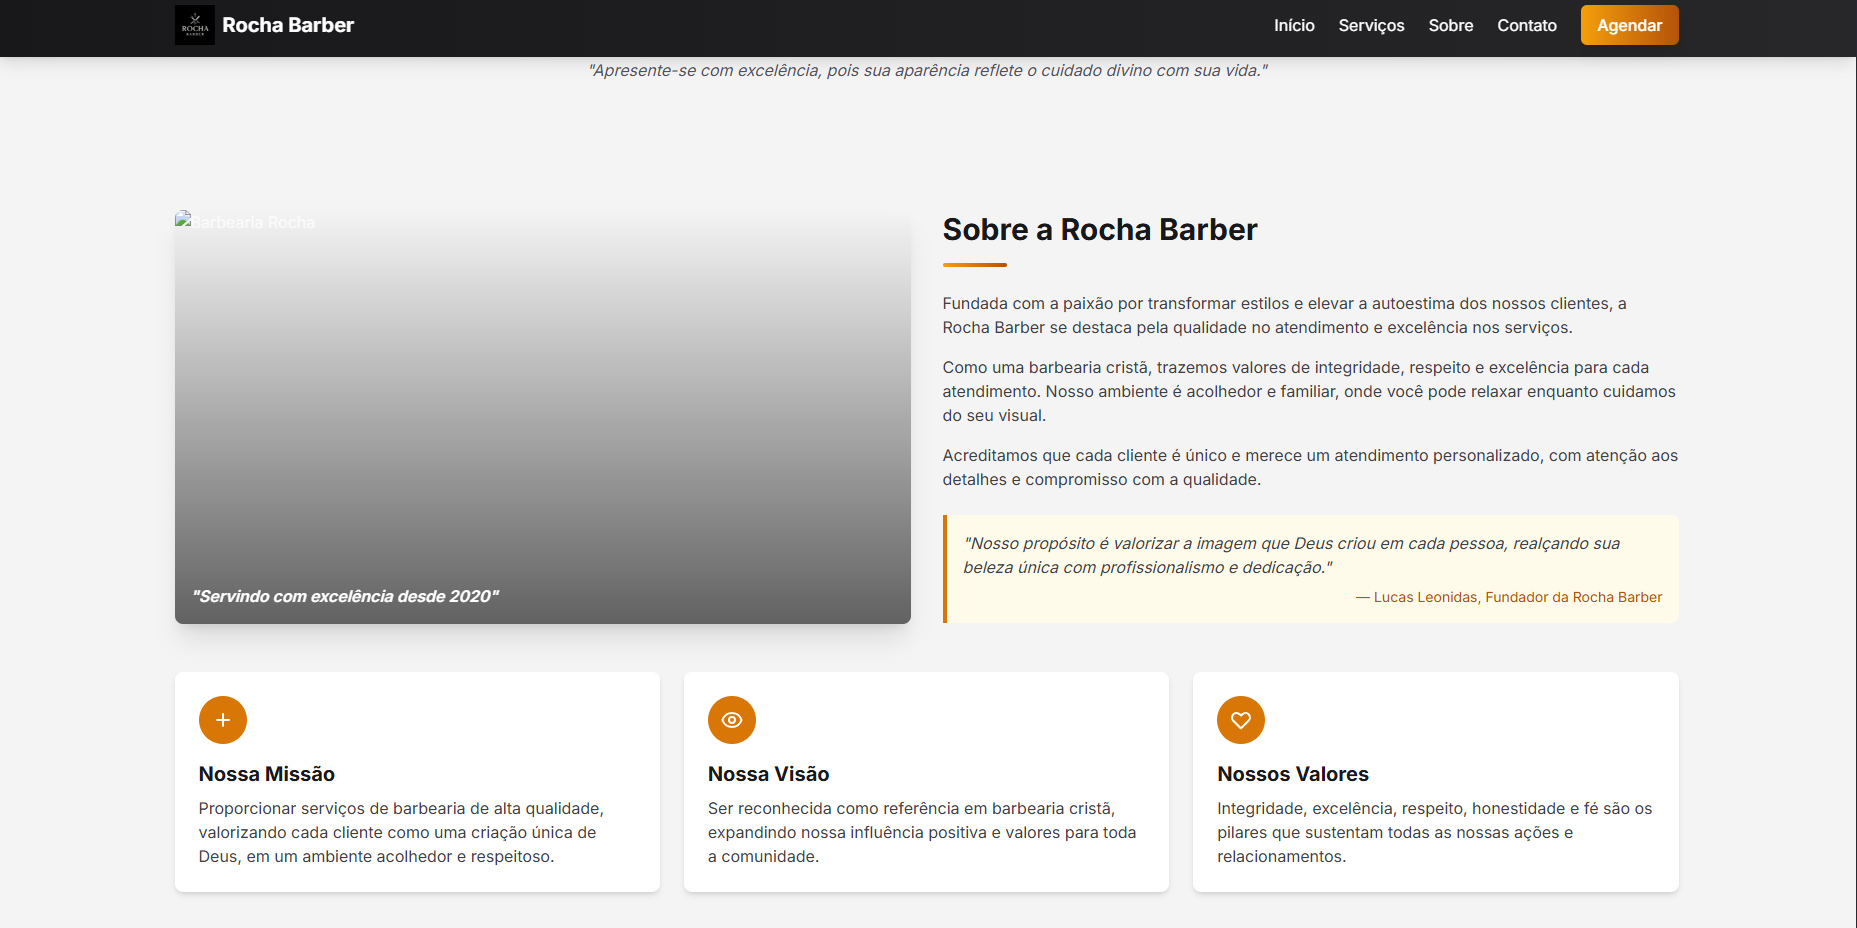 ROCHA
BARBER
Rocha Barber
Início
Serviços
Sobre
Contato
Agendar
"Apresente-se com excelência, pois sua aparência reflete o cuidado divino com sua vida."
Barbearia Rocha
"Servindo com excelência desde 2020"
Sobre a Rocha Barber
Fundada com a paixão por transformar estilos e elevar a autoestima dos nossos clientes, a
Rocha Barber se destaca pela qualidade no atendimento e excelência nos serviços.
Como uma barbearia cristã, trazemos valores de integridade, respeito e excelência para cada
atendimento. Nosso ambiente é acolhedor e familiar, onde você pode relaxar enquanto cuidamos
do seu visual.
Acreditamos que cada cliente é único e merece um atendimento personalizado, com atenção aos
detalhes e compromisso com a qualidade.
"Nosso propósito é valorizar a imagem que Deus criou em cada pessoa, realçando sua
beleza única com profissionalismo e dedicação."
— Lucas Leonidas, Fundador da Rocha Barber
Nossa Missão
Proporcionar serviços de barbearia de alta qualidade,
valorizando cada cliente como uma criação única de
Deus, em um ambiente acolhedor e respeitoso.
Nossa Visão
Ser reconhecida como referência em barbearia cristã,
expandindo nossa influência positiva e valores para toda
a comunidade.
Nossos Valores
Integridade, excelência, respeito, honestidade e fé são os
pilares que sustentam todas as nossas ações e
relacionamentos.